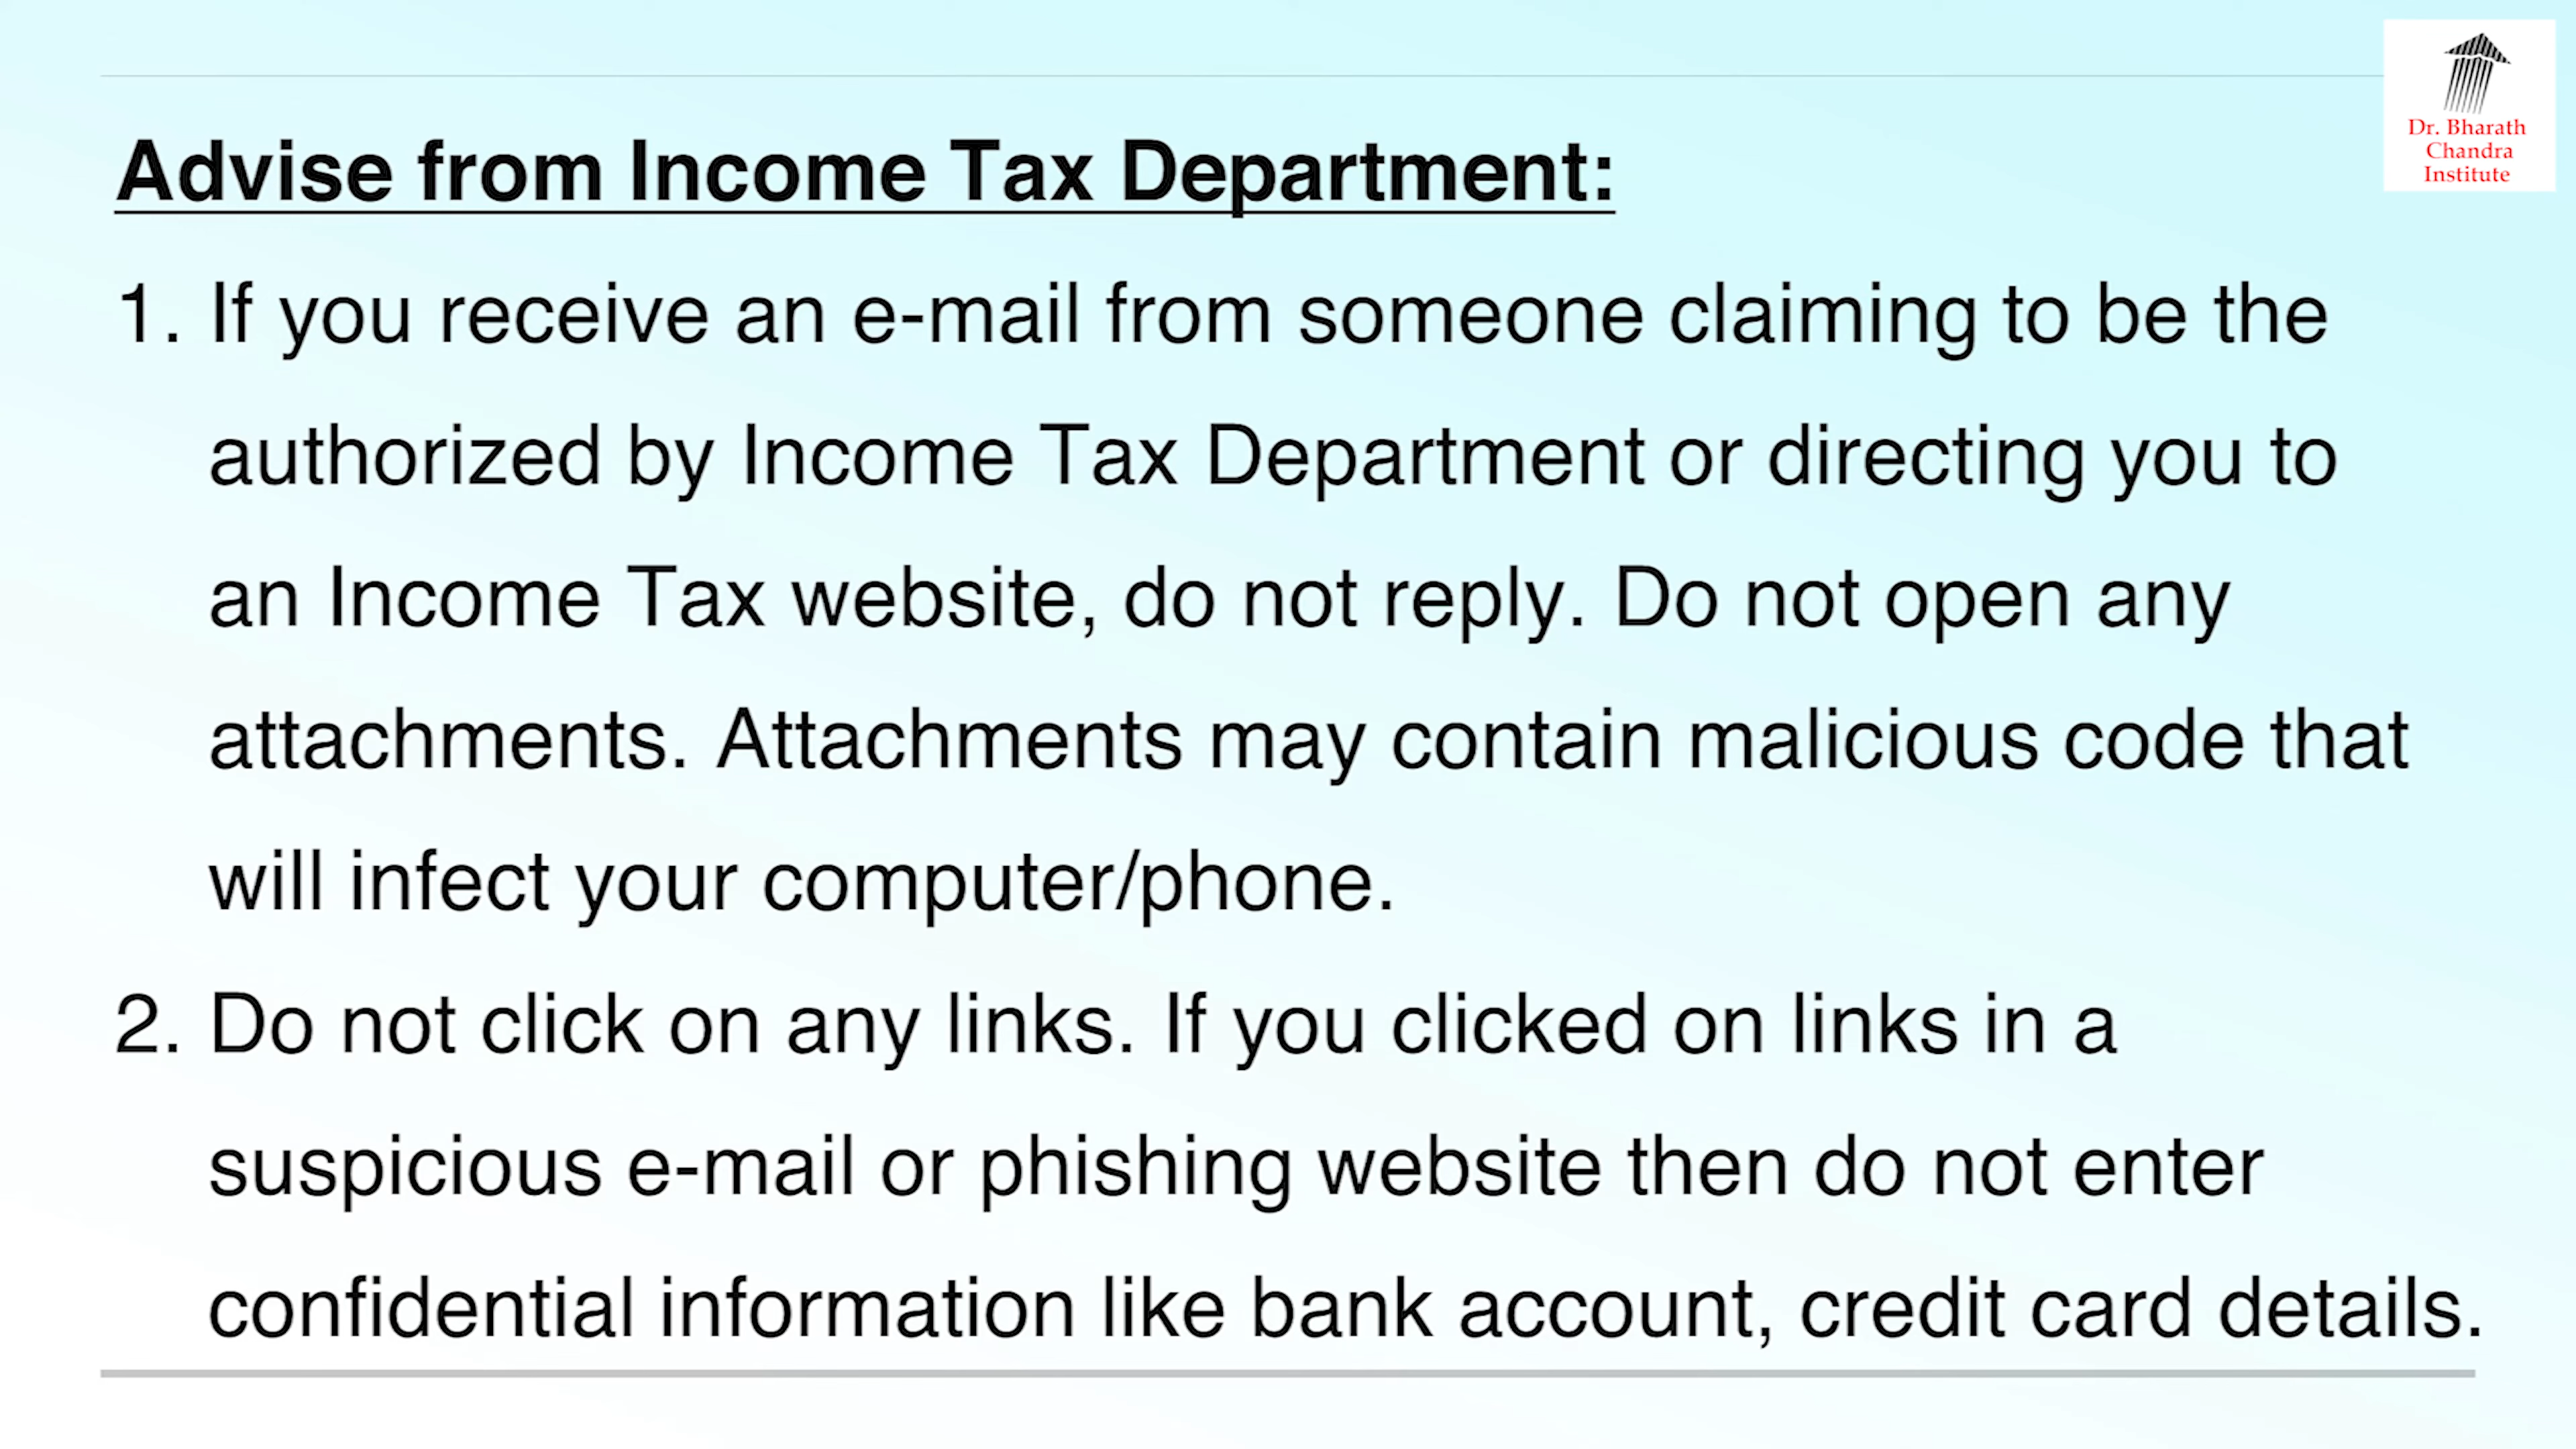 Dr. Bharath
Chandra
Institute
Advise from Income Tax Department:
1. If you receive an e-mail from someone claiming to be the
authorized by Income Tax Department or directing you to
an Income Tax website, do not reply. Do not open any
attachments. Attachments may contain malicious code that
will infect your computer/phone.
2. Do not click on any links. If you clicked on links in a
suspicious e-mail or phishing website then do not enter
confidential information like bank account, credit card details.